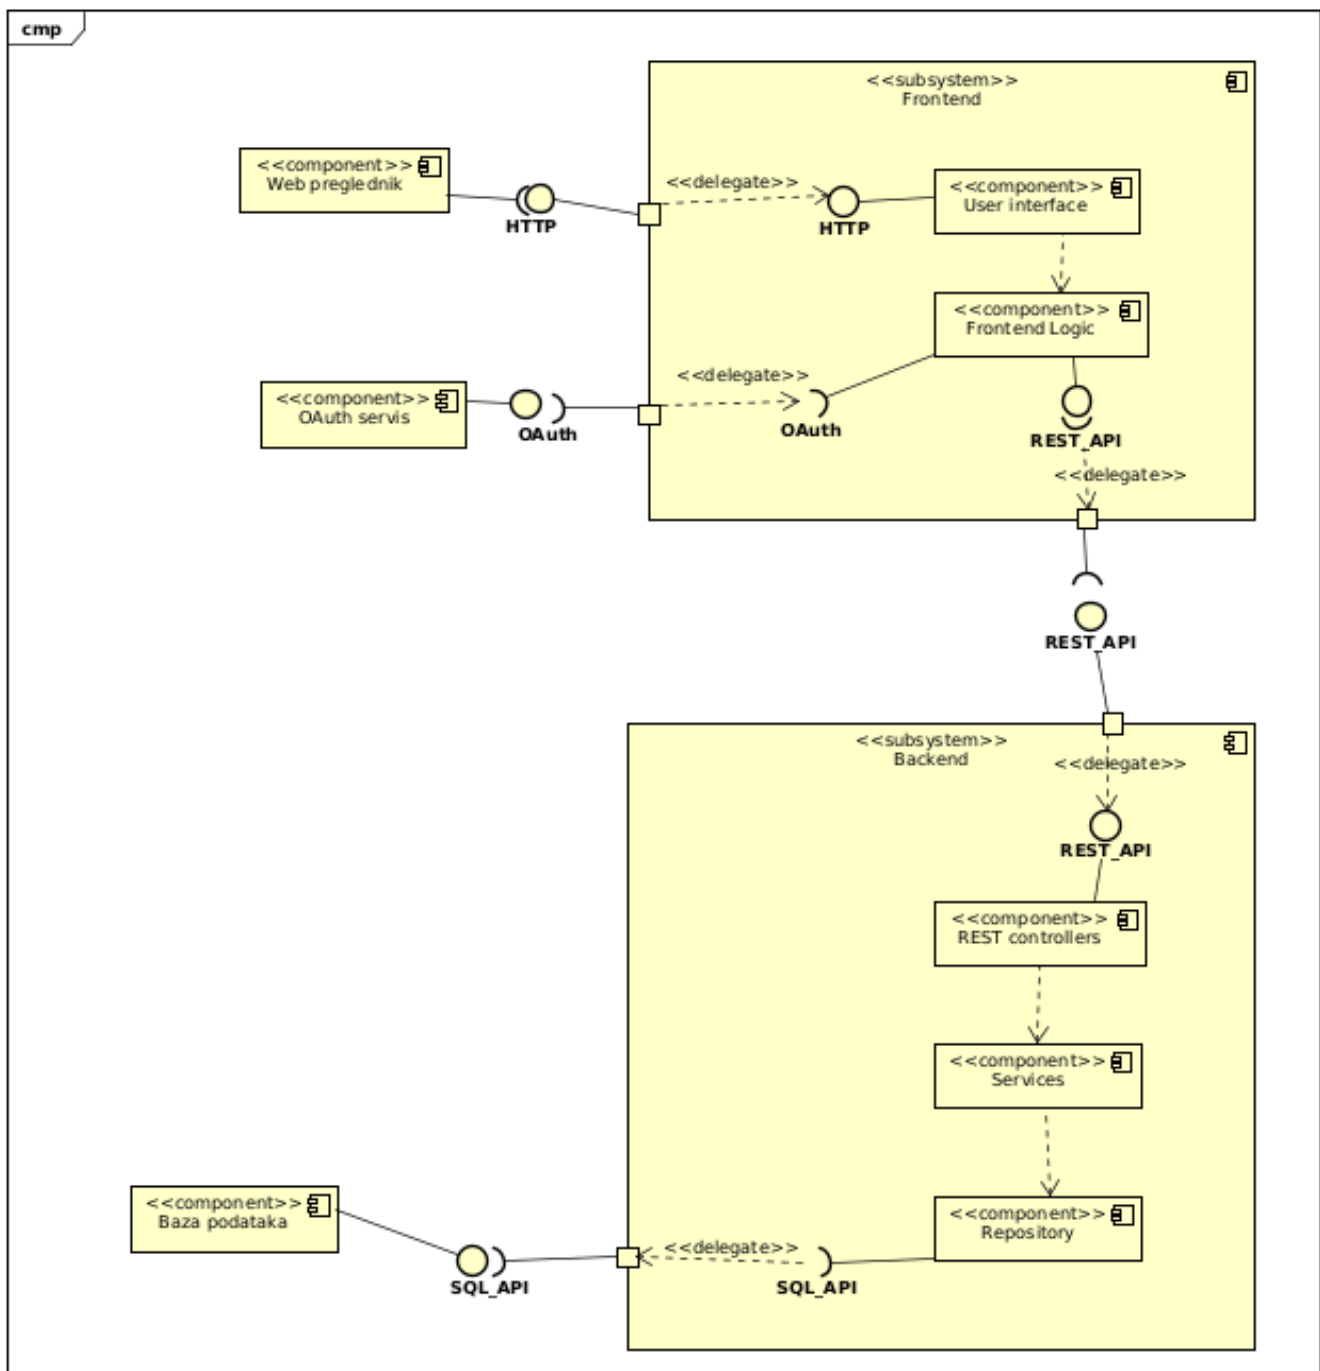 cmp
<<subsystem>>
Frontend
<<component>>
Web preglednik
HTTP
<<delegate>>
HTTP
<<component>>
User interface
<<component>>
Frontend Logic
<<component>>
OAuth servis
OAuth
<<delegate>>
OAuth
REST_API
<<delegate>>
REST_API
<<subsystem>>
Backend
<<delegate>>
REST_API
<<component>>
REST controllers
<<component>>
Services
<<component>>
Baza podataka
SQL_API
<<delegate>>
SQL_API
<<component>>
Repository